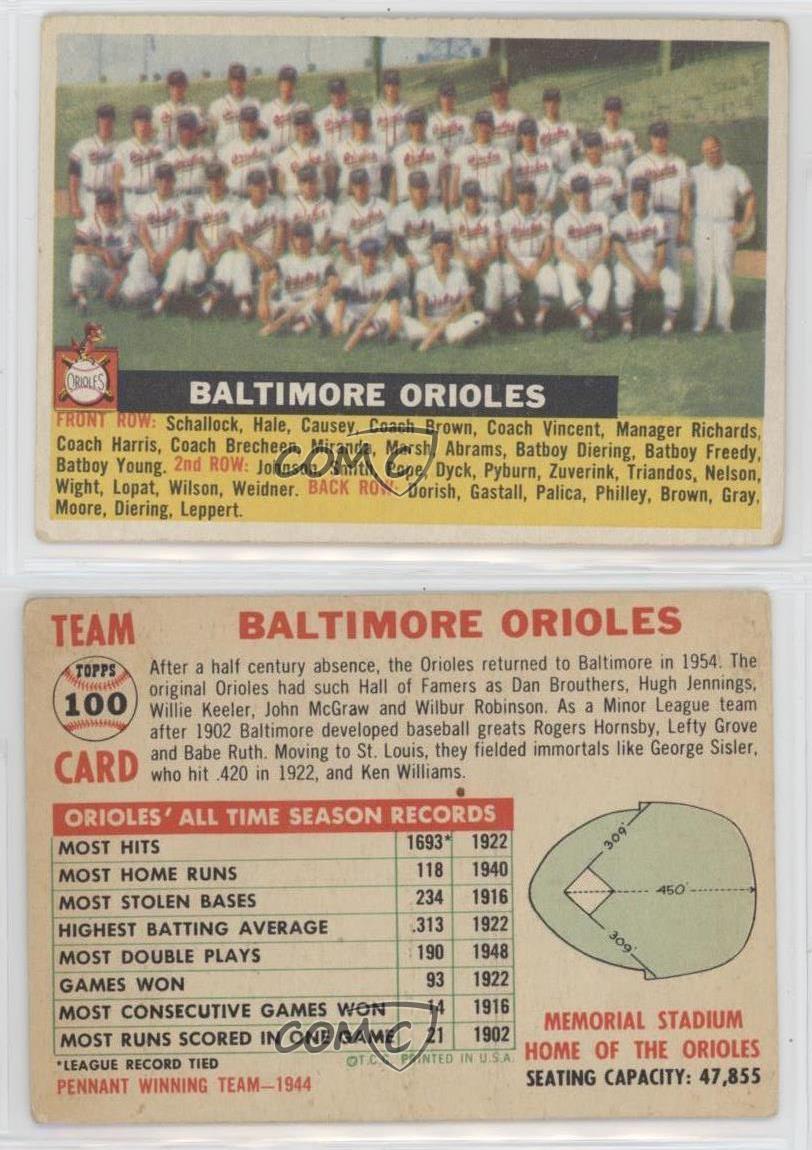 ORIOLES
BALTIMORE ORIOLES
FRONT ROW: Schallock, Hale, Causey, Coach Brown, Coach Vincent, Manager Richards,
Coach Harris, Coach Brecheen, Miranda, Marsh, Abrams, Batboy Diering, Batboy Freedy,
Batboy Young. 2nd ROW: Johnson, Smith, Pope, Dyck, Pyburn, Zuverink, Triandos, Nelson,
Wight, Lopat, Wilson, Weidner. BACK ROW: Dorish, Gastall, Palica, Philley, Brown, Gray,
Moore, Diering, Leppert.
COMC
TEAM
TOPPS
100
CARD
BALTIMORE ORIOLES
After a half century absence, the Orioles returned to Baltimore in 1954. The
original Orioles had such Hall of Famers as Dan Brouthers, Hugh Jennings,
Willie Keeler, John McGraw and Wilbur Robinson. As a Minor League team
after 1902 Baltimore developed baseball greats Rogers Hornsby, Lefty Grove
and Babe Ruth. Moving to St. Louis, they fielded immortals like George Sisler,
who hit .420 in 1922, and Ken Williams.
ORIOLES' ALL TIME SEASON RECORDS
MOST HITS 1693* 1922
MOST HOME RUNS 118 1940
MOST STOLEN BASES 234 1916
HIGHEST BATTING AVERAGE .313 1922
MOST DOUBLE PLAYS 190 1948
GAMES WON 93 1922
MOST CONSECUTIVE GAMES WON 14 1916
MOST RUNS SCORED IN ONE GAME 21 1902
*LEAGUE RECORD TIED
©T.C.G. PRINTED IN U.S.A.
PENNANT WINNING TEAM—1944
COMC
309'
450'
309'
MEMORIAL STADIUM
HOME OF THE ORIOLES
SEATING CAPACITY: 47,855